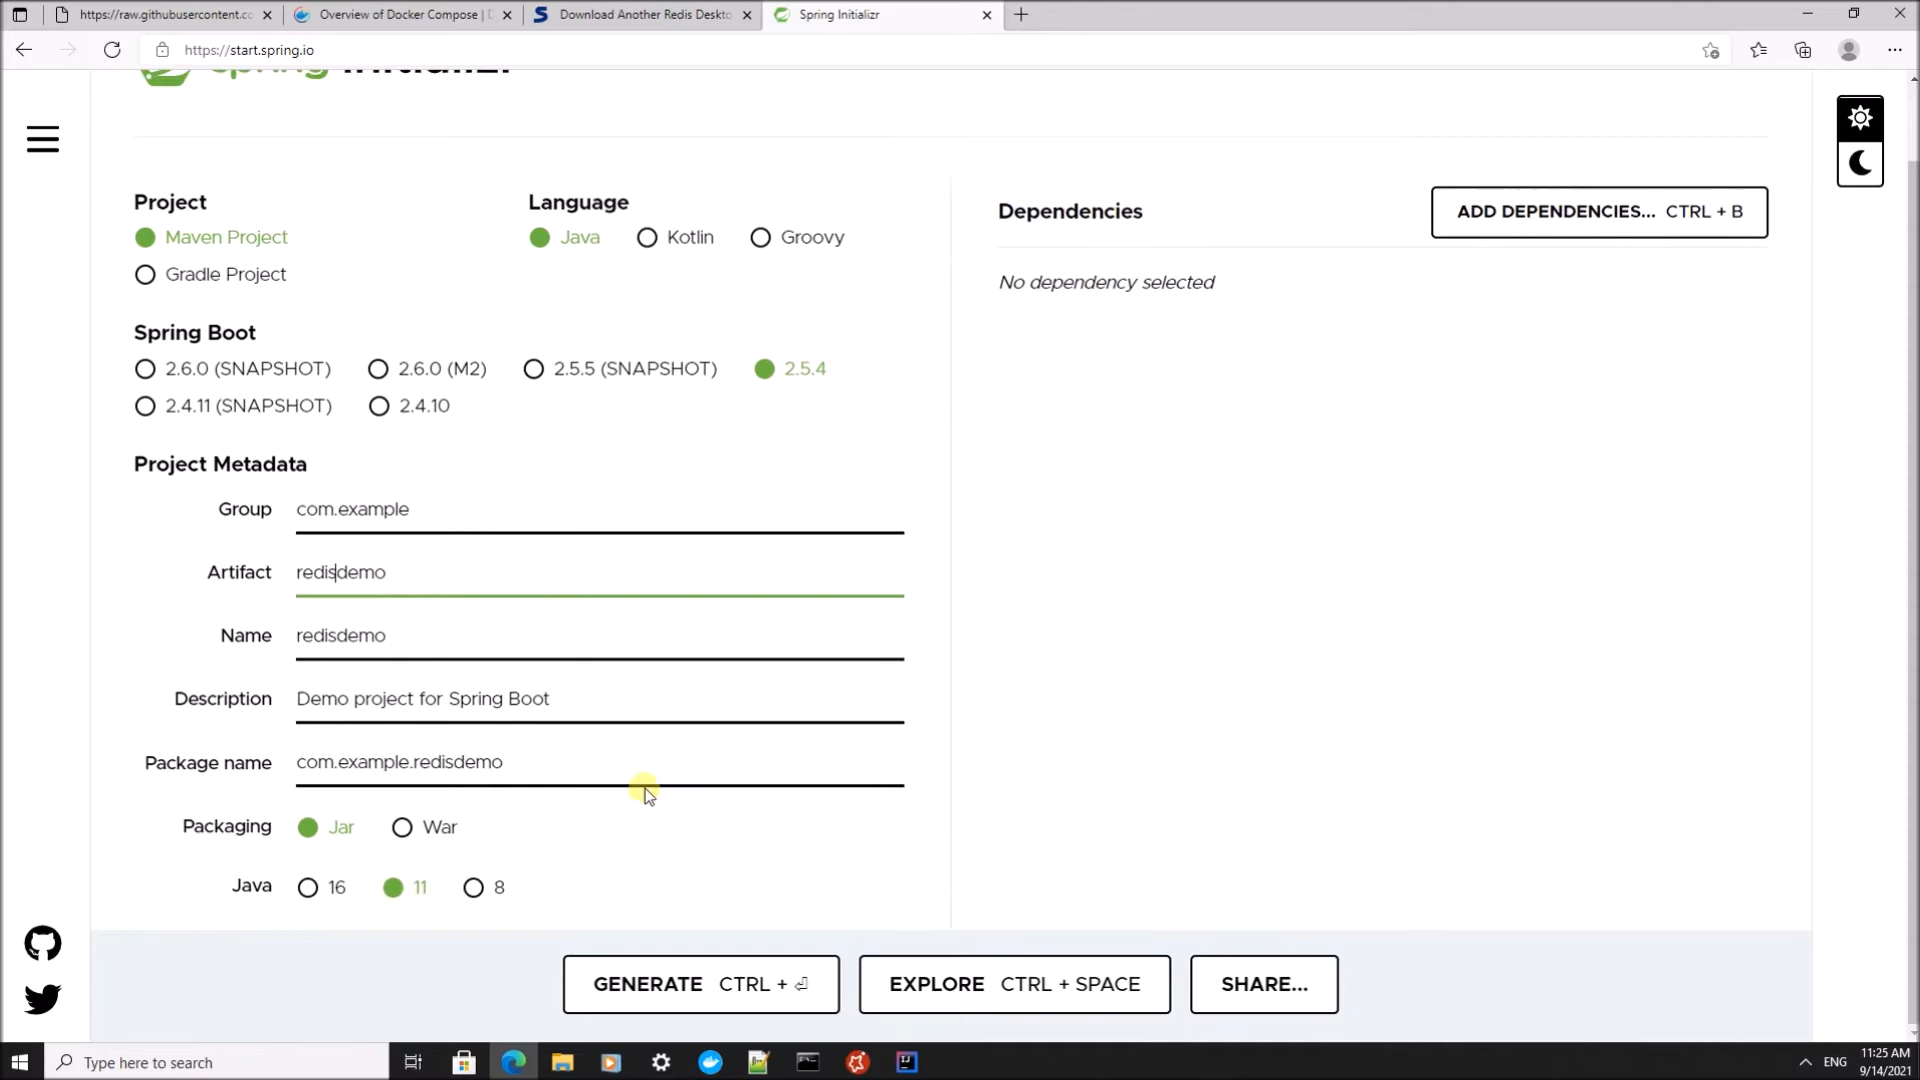 https://raw.githubusercontent.co
Overview of Docker Compose | D
Download Another Redis Deskto
Spring Initializr
https://start.spring.io
spring initializr
Project
Language
Maven Project
Java
Kotlin
Groovy
Gradle Project
Dependencies
ADD DEPENDENCIES... CTRL + B
No dependency selected
Spring Boot
2.6.0 (SNAPSHOT)
2.6.0 (M2)
2.5.5 (SNAPSHOT)
2.5.4
2.4.11 (SNAPSHOT)
2.4.10
Project Metadata
Group com.example
Artifact redisdemo
Name redisdemo
Description Demo project for Spring Boot
Package name com.example.redisdemo
Packaging Jar War
Java 16 11 8
GENERATE CTRL + ⏎
EXPLORE CTRL + SPACE
SHARE...
Type here to search
ENG
11:25 AM
9/14/2021